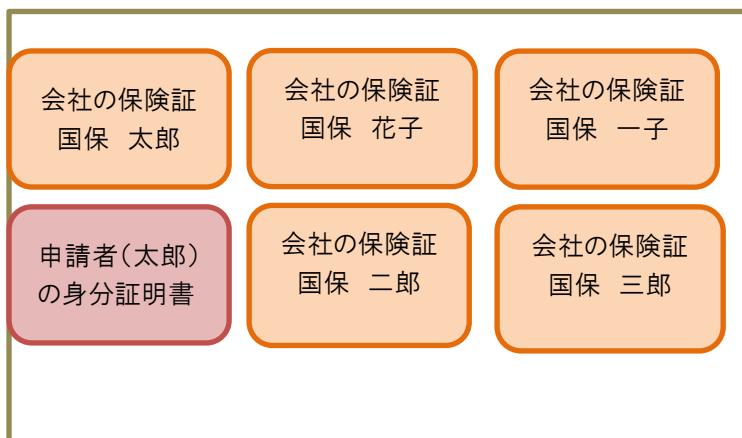 会社の保険証
国保　太郎
会社の保険証
国保　花子
会社の保険証
国保　一子
申請者（太郎）
の身分証明書
会社の保険証
国保　二郎
会社の保険証
国保　三郎